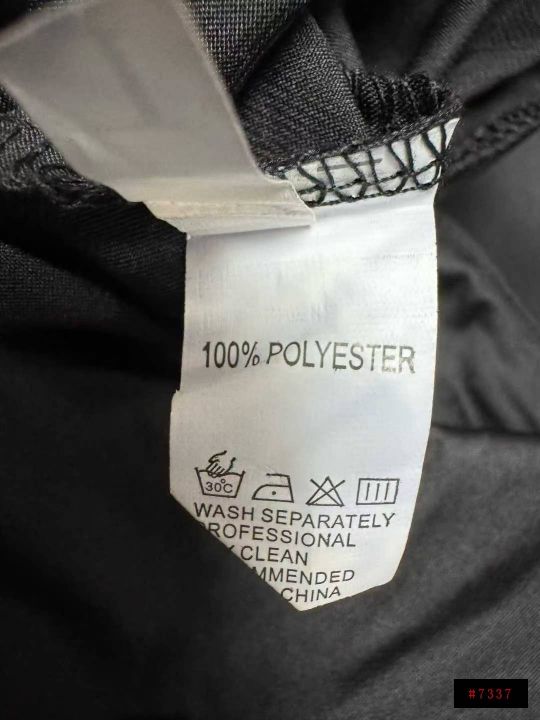 100% POLYESTER
30°C
WASH SEPARATELY
PROFESSIONAL
CLEAN
CHINA
#7337